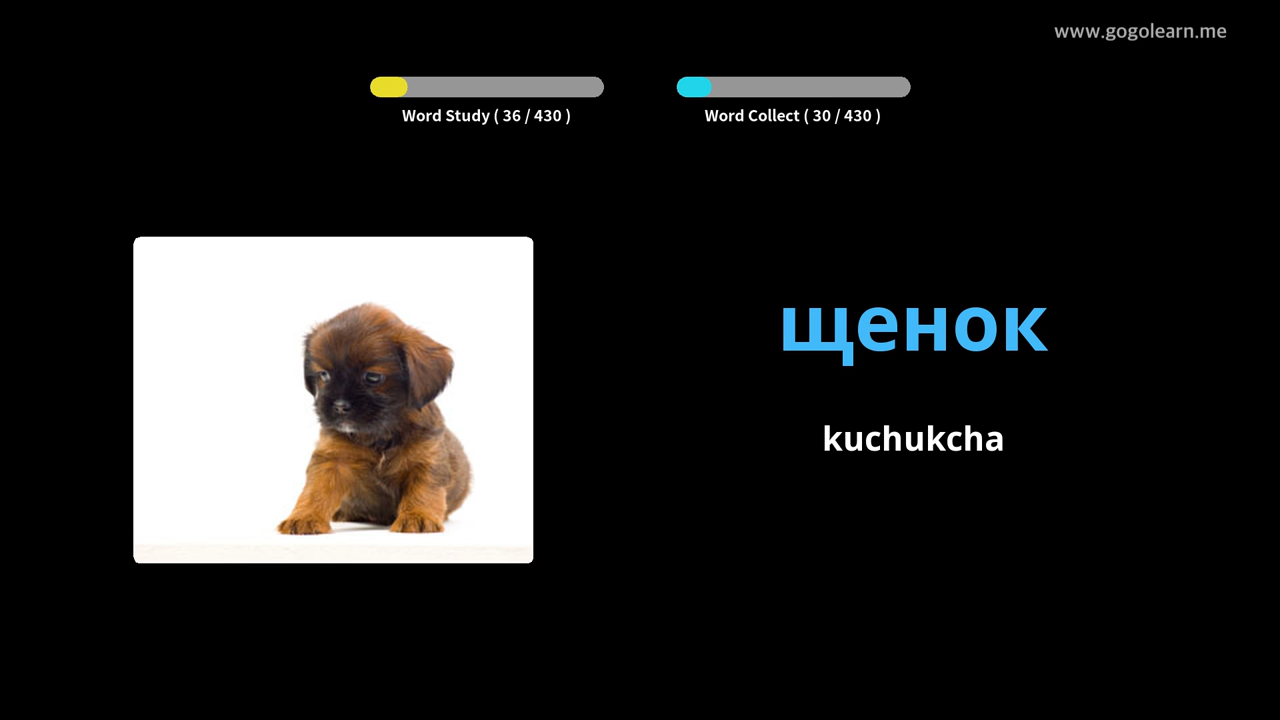 www.gogolearn.me
Word Study ( 36 / 430 )
Word Collect ( 30 / 430 )
щенок
kuchukcha